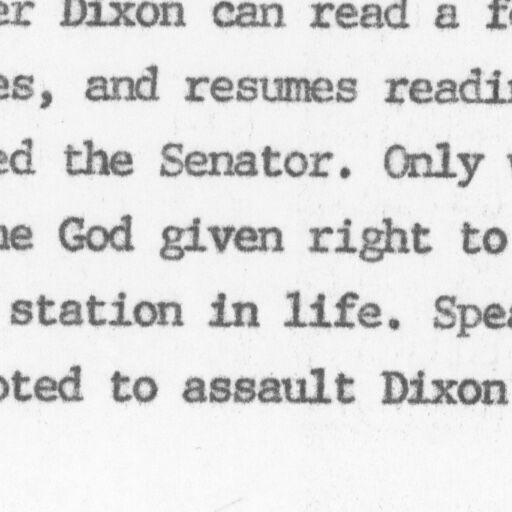 er Dixon can read a f
es, and resumes readi
ed the Senator. Only
he God given right to
station in life. Spea
oted to assault Dixon